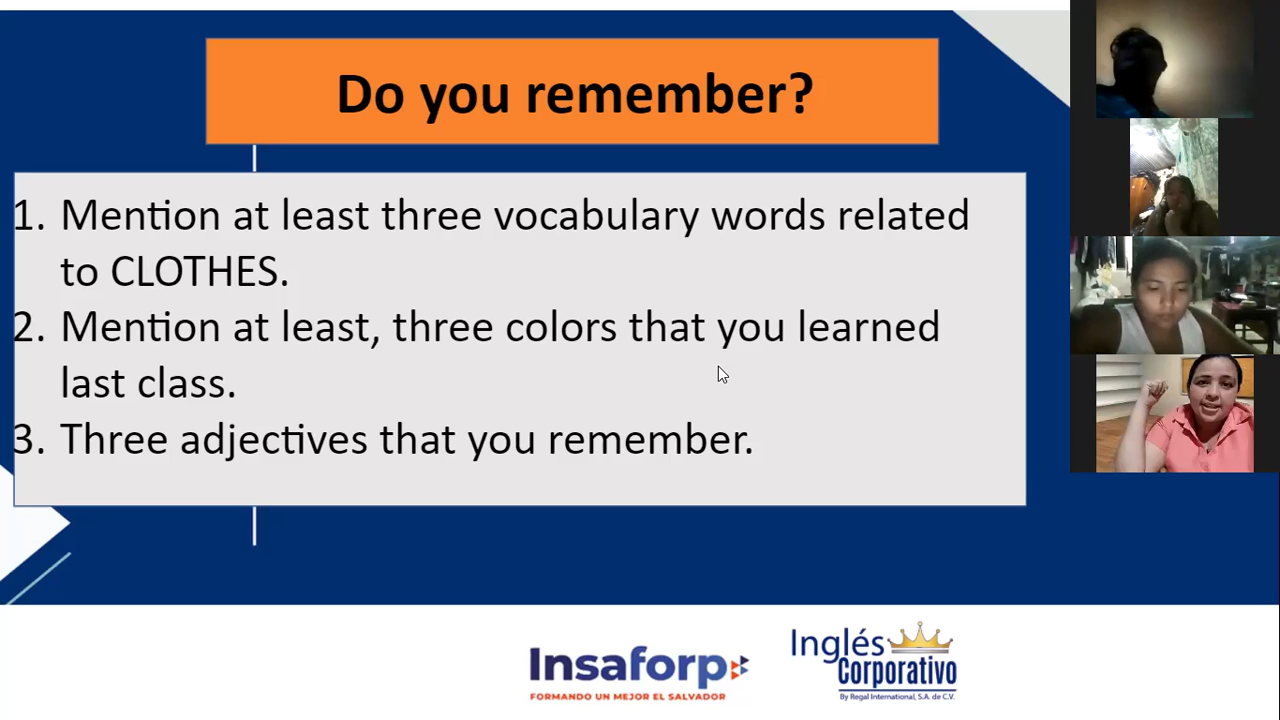 Do you remember?
1. Mention at least three vocabulary words related
to CLOTHES.
2. Mention at least, three colors that you learned
last class.
3. Three adjectives that you remember.
Insaforp
FORMANDO UN MEJOR EL SALVADOR
Inglés
Corporativo
By Regal International, S.A. de C.V.